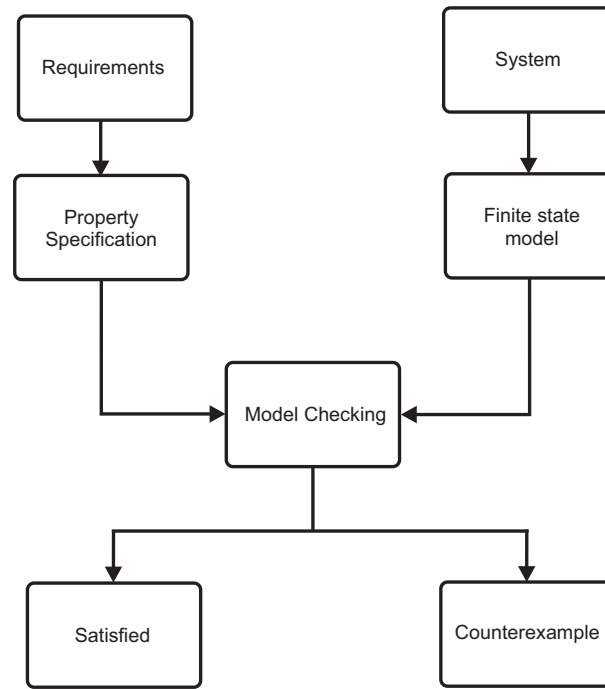 Requirements
System
Property
Specification
Finite state
model
Model Checking
Satisfied
Counterexample